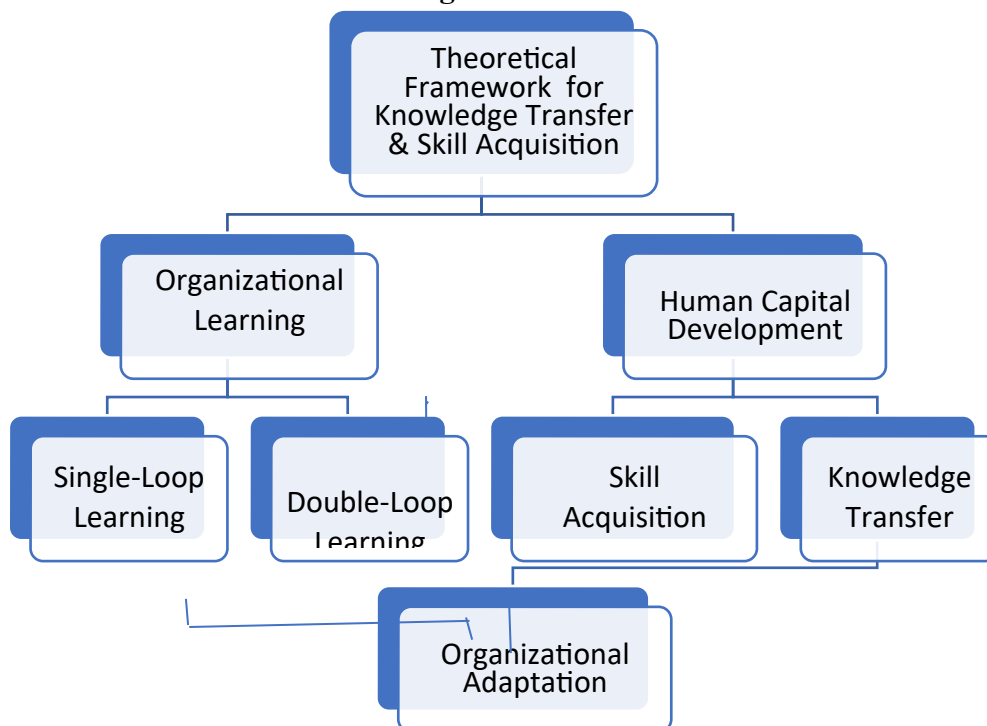 Theoretical
Framework for
Knowledge Transfer
& Skill Acquisition
Organizational
Learning
Human Capital
Development
Single-Loop
Learning
Double-Loop
Learning
Skill
Acquisition
Knowledge
Transfer
Organizational
Adaptation